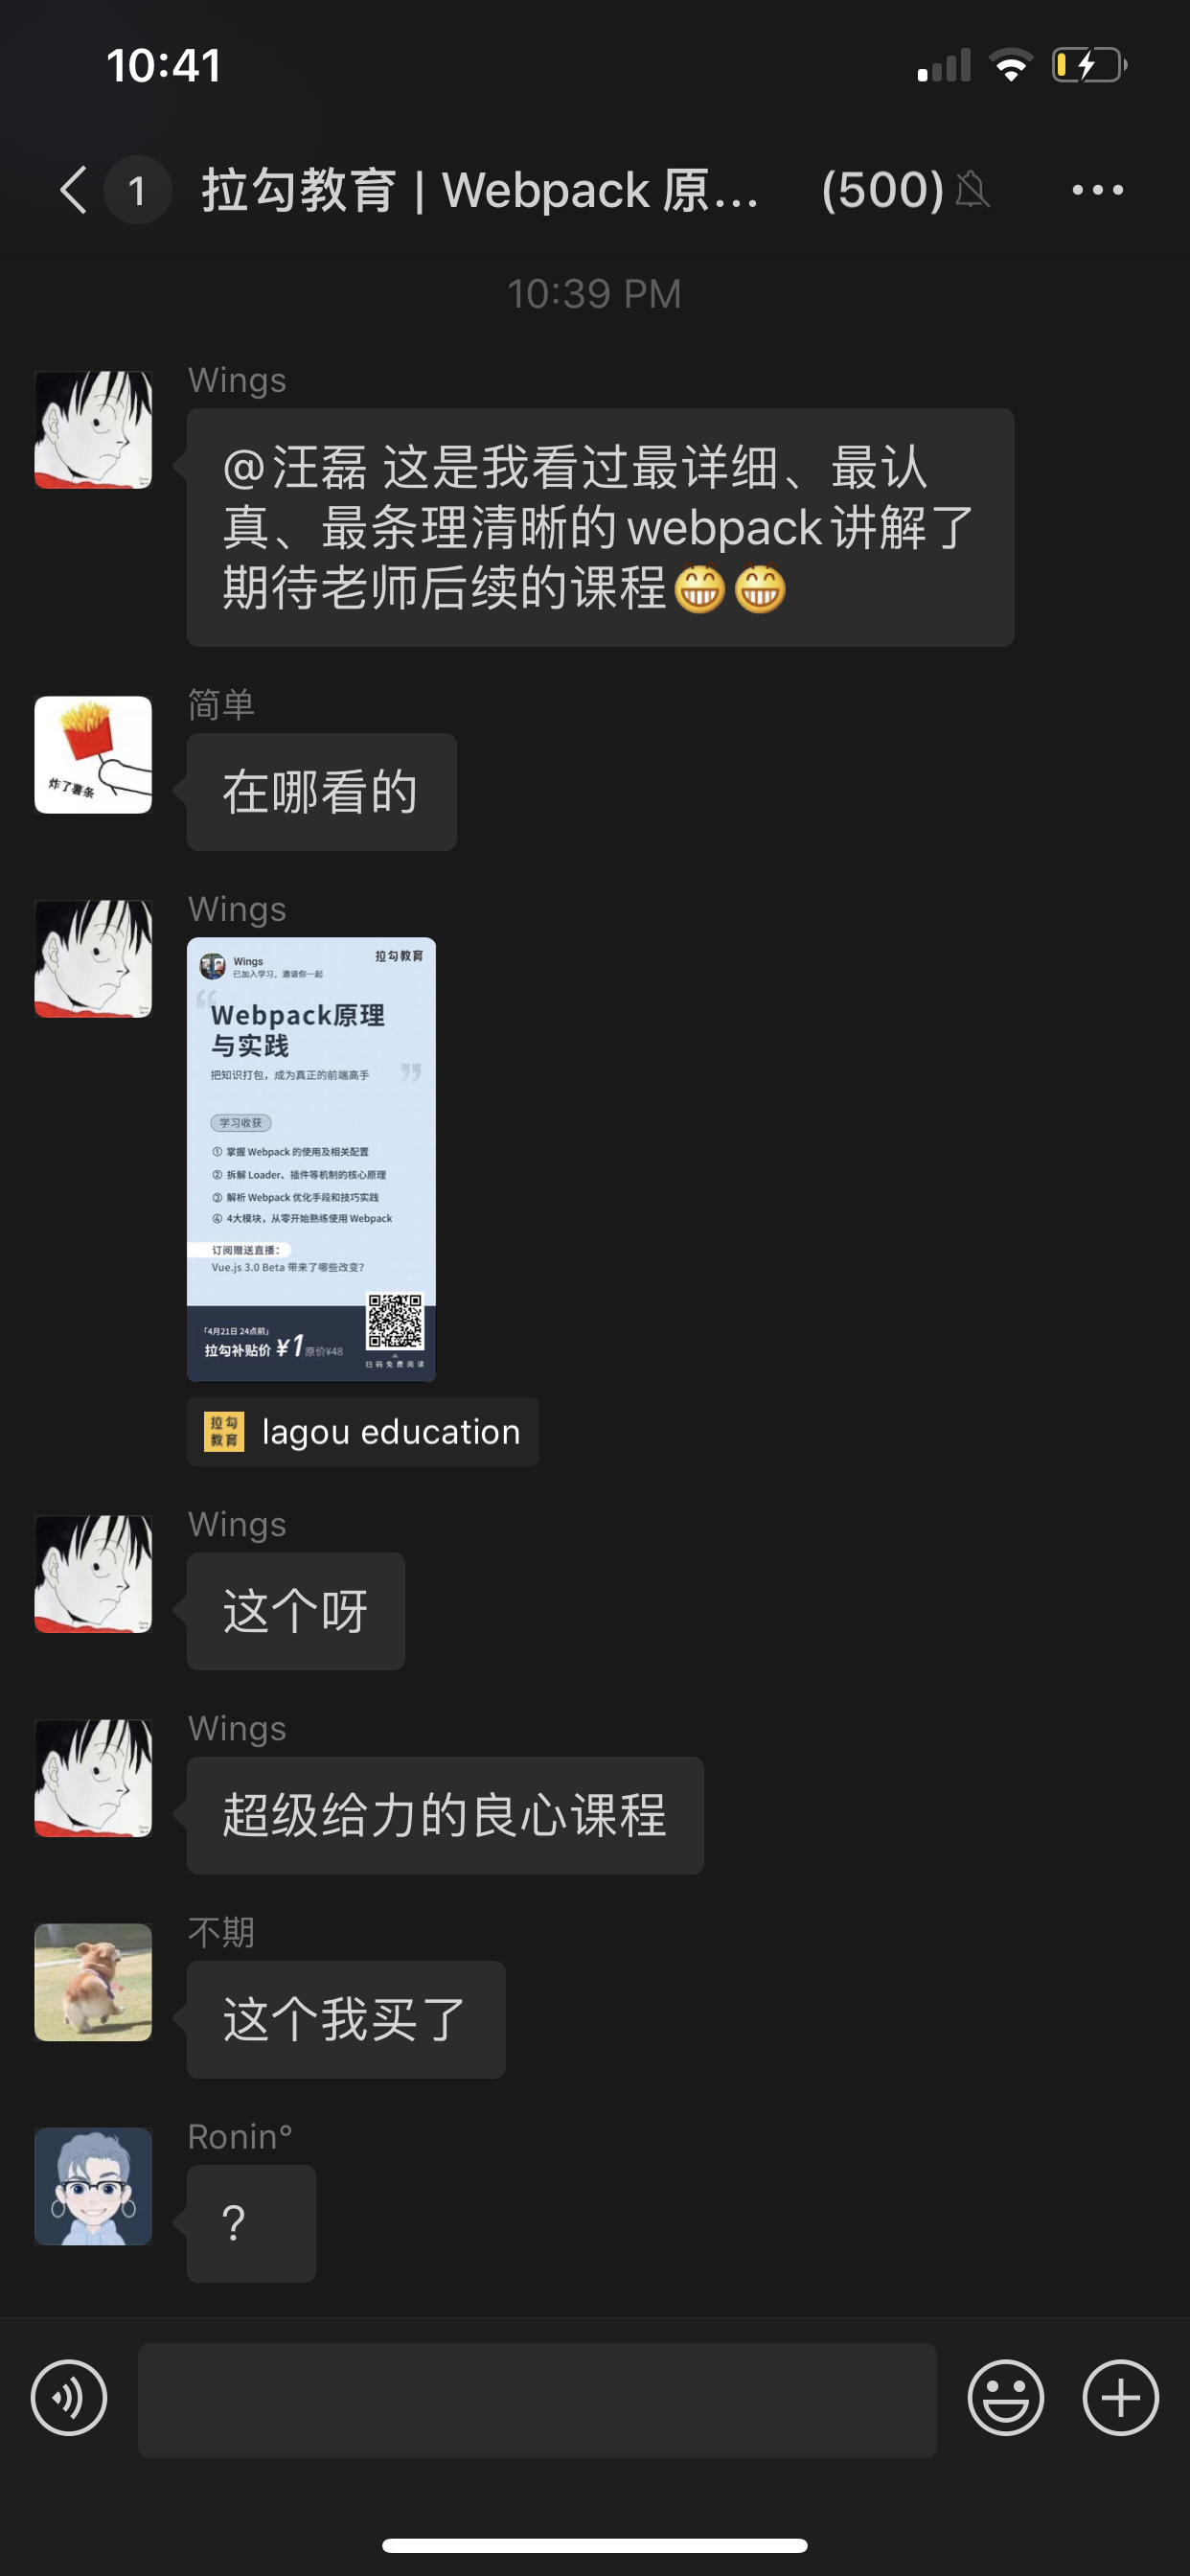 10:41
1
拉勾教育 | Webpack 原... (500)
10:39 PM
Wings
@汪磊 这是我看过最详细、最认
真、最条理清晰的webpack讲解了
期待老师后续的课程😁😁
简单
炸了薯条
在哪看的
Wings
Wings
拉勾教育
已加入学习、邀请你一起
Webpack原理
与实践
把知识打包，成为真正的前端高手
学习收获
① 掌握 Webpack 的使用及相关配置
② 拆解 Loader、插件等机制的核心原理
③ 解析 Webpack 优化手段和技巧实践
④ 4大模块，从零开始熟练使用 Webpack
订阅赠送直播：
Vue.js 3.0 Beta 带来了哪些改变？
「4月21日 24点前」
拉勾补贴价 ¥1 原价¥48
扫码免费阅读
拉勾
教育
lagou education
Wings
这个呀
Wings
超级给力的良心课程
不期
这个我买了
Ronin°
?